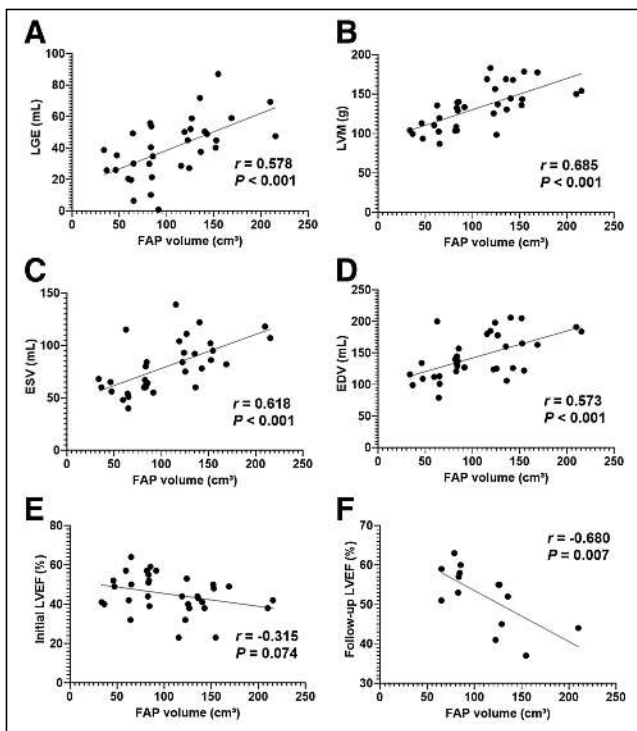 A
100
80
60
40
20
0
LGE (mL)
r = 0.578
P < 0.001
0 50 100 150 200 250
FAP volume (cm³)
B
200
150
100
50
0
LVM (g)
r = 0.685
P < 0.001
0 50 100 150 200 250
FAP volume (cm³)
C
150
100
50
0
ESV (mL)
r = 0.618
P < 0.001
0 50 100 150 200 250
FAP volume (cm³)
D
250
200
150
100
50
0
EDV (mL)
r = 0.573
P < 0.001
0 50 100 150 200 250
FAP volume (cm³)
E
80
60
40
20
0
Initial LVEF (%)
r = -0.315
P = 0.074
0 50 100 150 200 250
FAP volume (cm³)
F
70
60
50
40
30
Follow-up LVEF (%)
r = -0.680
P = 0.007
0 50 100 150 200 250
FAP volume (cm³)